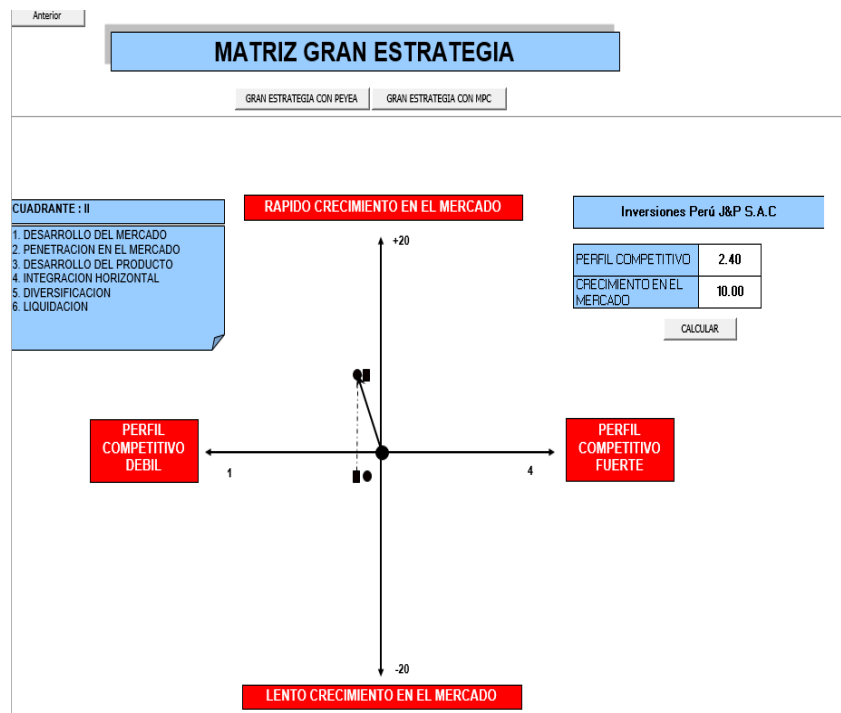 Anterior
MATRIZ GRAN ESTRATEGIA
GRAN ESTRATEGIA CON PEYEA
GRAN ESTRATEGIA CON MPC
CUADRANTE : II
1. DESARROLLO DEL MERCADO
2. PENETRACION EN EL MERCADO
3. DESARROLLO DEL PRODUCTO
4. INTEGRACION HORIZONTAL
5. DIVERSIFICACION
6. LIQUIDACION
RAPIDO CRECIMIENTO EN EL MERCADO
+20
Inversiones Perú J&P S.A.C
PERFIL COMPETITIVO
2.40
CRECIMIENTO EN EL
MERCADO
10.00
CALCULAR
PERFIL
COMPETITIVO
DEBIL
1
4
PERFIL
COMPETITIVO
FUERTE
-20
LENTO CRECIMIENTO EN EL MERCADO